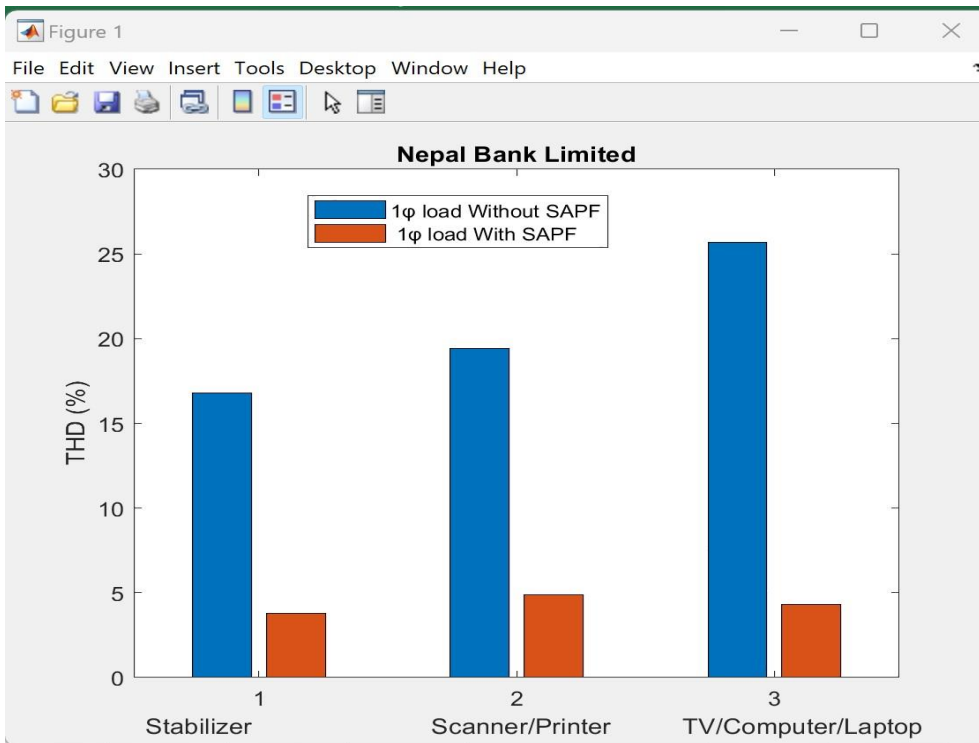 Figure 1
File Edit View Insert Tools Desktop Window Help
Nepal Bank Limited
30
25
20
15
10
5
0
THD (%)
1φ load Without SAPF
1φ load With SAPF
1 2 3
Stabilizer Scanner/Printer TV/Computer/Laptop